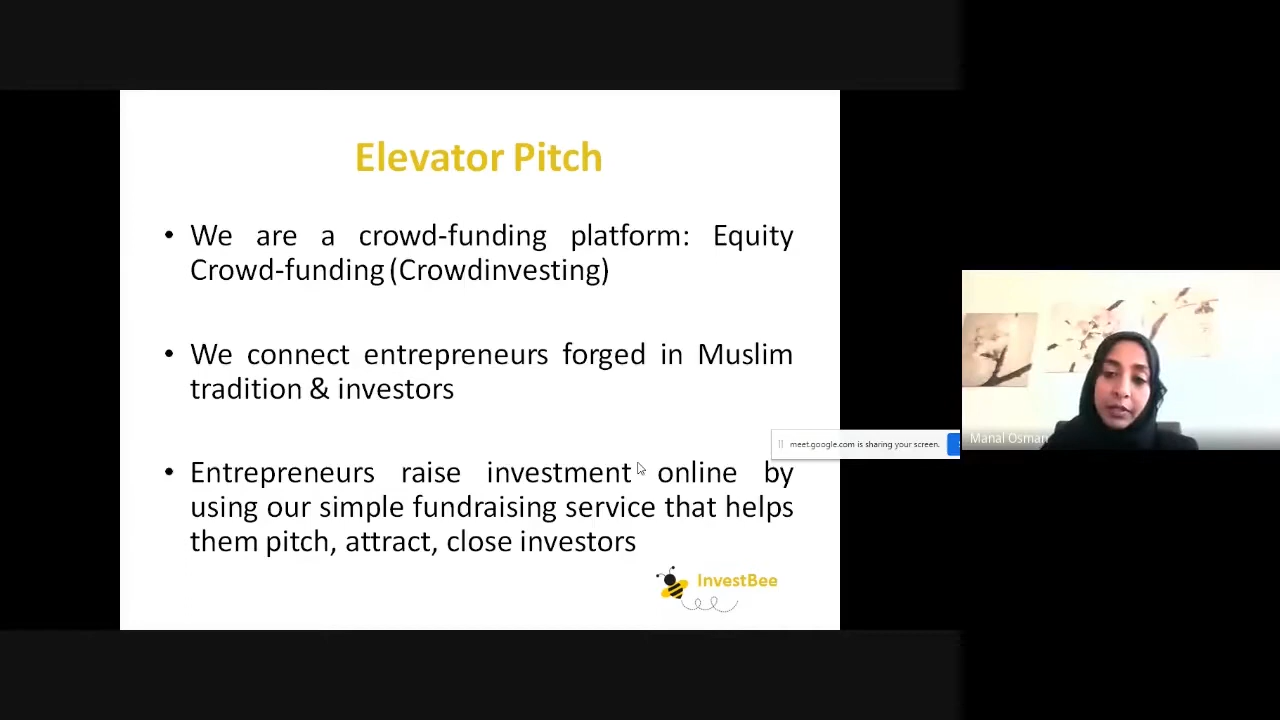 Elevator Pitch
• We are a crowd-funding platform: Equity
Crowd-funding (Crowdinvesting)
• We connect entrepreneurs forged in Muslim
tradition & investors
• Entrepreneurs raise investment online by
using our simple fundraising service that helps
them pitch, attract, close investors
InvestBee
meet.google.com is sharing your screen.
Manal Osman